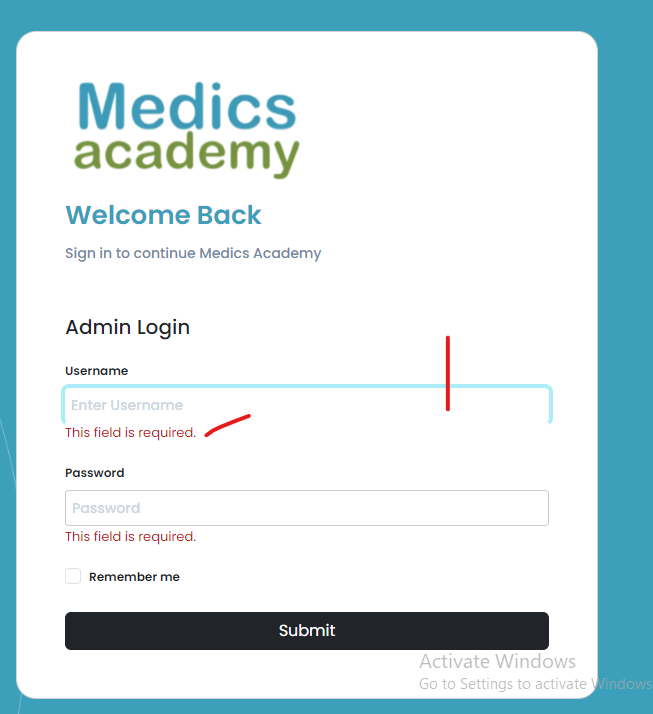 Medics
academy
Welcome Back
Sign in to continue Medics Academy
Admin Login
Username
Enter Username
This field is required.
Password
Password
This field is required.
Remember me
Submit
Activate Windows
Go to Settings to activate Windows